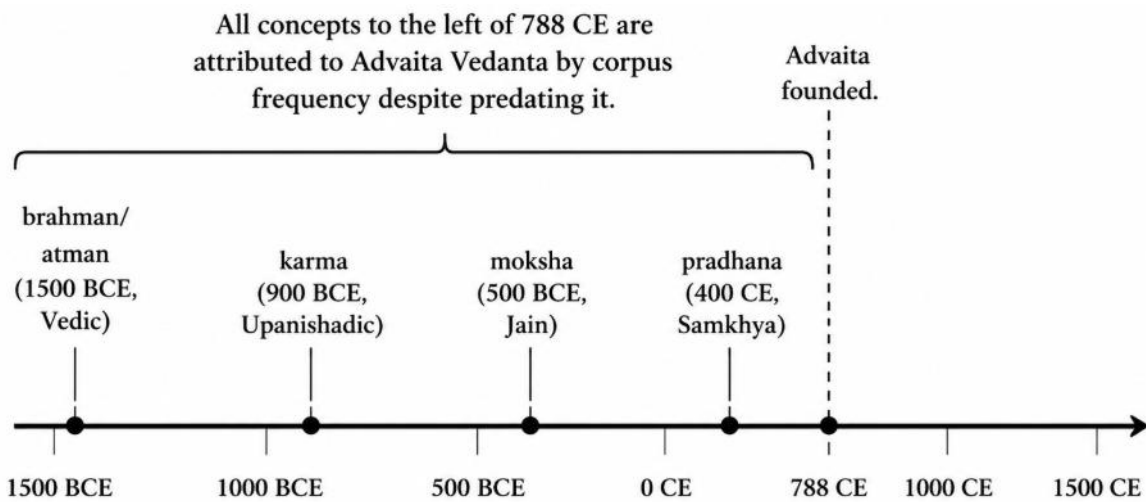 All concepts to the left of 788 CE are
attributed to Advaita Vedanta by corpus
frequency despite predating it.
Advaita
founded.
brahman/
atman
(1500 BCE,
Vedic)
karma
(900 BCE,
Upanishadic)
moksha
(500 BCE,
Jain)
pradhana
(400 CE,
Samkhya)
1500 BCE
1000 BCE
500 BCE
0 CE
788 CE
1000 CE
1500 CE